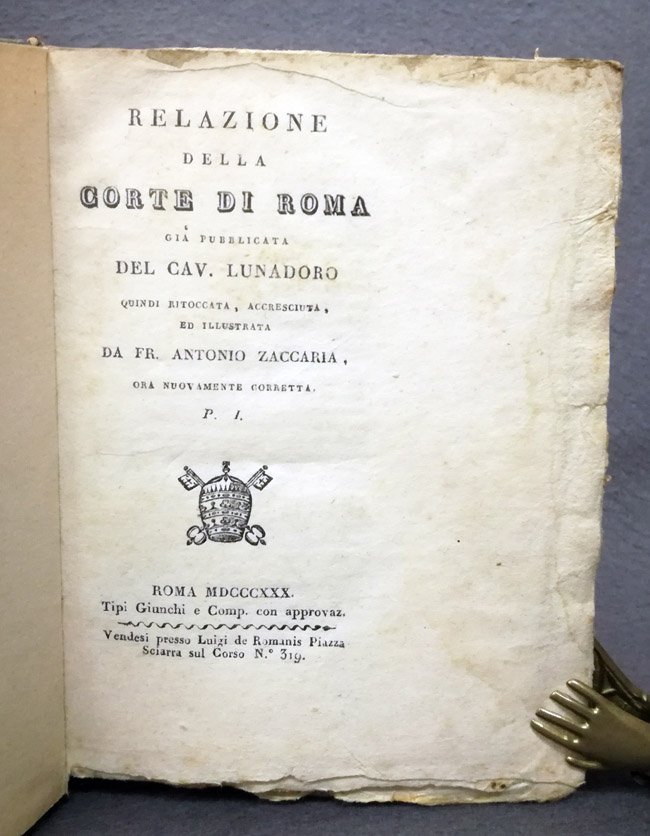 RELAZIONE
DELLA
CORTE DI ROMA
GIÀ PUBBLICATA
DEL CAV. LUNADORO
QUINDI RITOCCATA, ACCRESCIUTA,
ED ILLUSTRATA
DA FR. ANTONIO ZACCARIA,
ORA NUOVAMENTE CORRETTA.
P. I.
ROMA MDCCCXXX.
Tipi Giunchi e Comp. con approvaz.
Vendesi presso Luigi de Romanis Piazza
Sciarra sul Corso N.° 319.